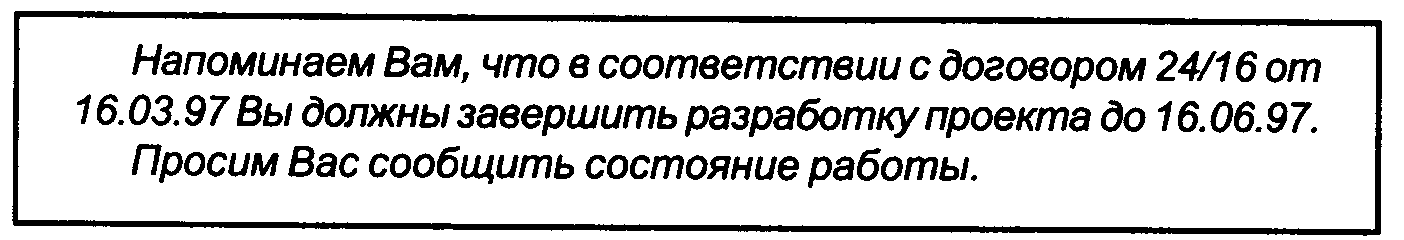 Напоминаем Вам, что в соответствии с договором 24/16 от
16.03.97 Вы должны завершить разработку проекта до 16.06.97.
Просим Вас сообщить состояние работы.